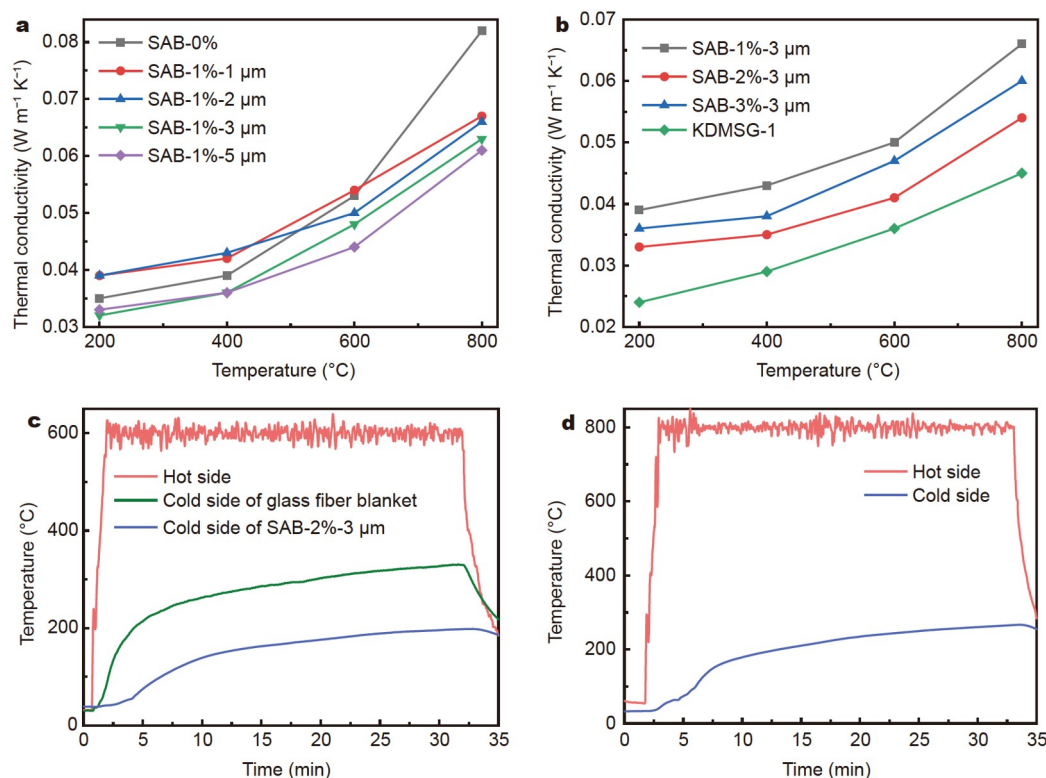 a
Thermal conductivity (W m⁻¹ K⁻¹)
0.08
0.07
0.06
0.05
0.04
0.03
SAB-0%
SAB-1%-1 µm
SAB-1%-2 µm
SAB-1%-3 µm
SAB-1%-5 µm
200
400
600
800
Temperature (°C)
b
Thermal conductivity (W m⁻¹ K⁻¹)
0.07
0.06
0.05
0.04
0.03
0.02
SAB-1%-3 µm
SAB-2%-3 µm
SAB-3%-3 µm
KDMSG-1
200
400
600
800
Temperature (°C)
c
Temperature (°C)
600
400
200
0
Hot side
Cold side of glass fiber blanket
Cold side of SAB-2%-3 µm
0
5
10
15
20
25
30
35
Time (min)
d
Temperature (°C)
800
600
400
200
0
Hot side
Cold side
0
5
10
15
20
25
30
35
Time (min)